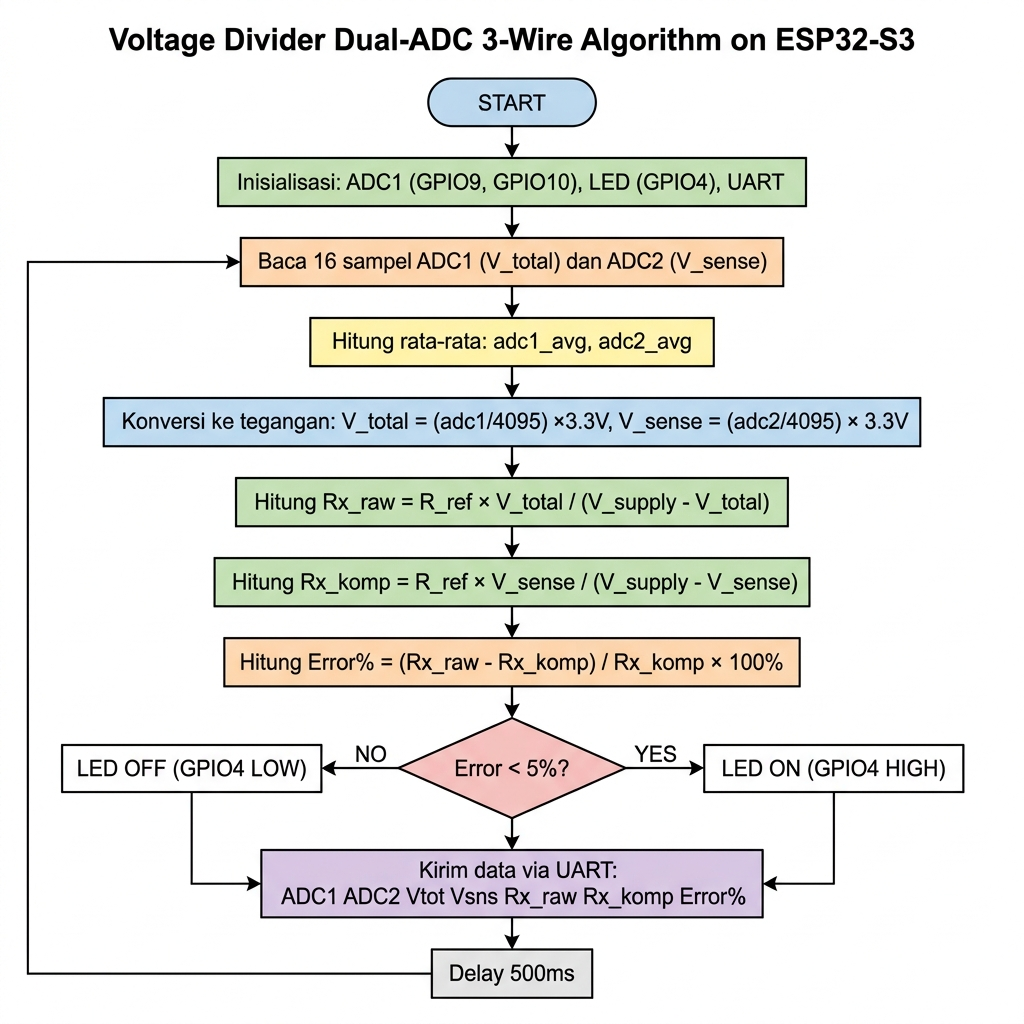 Voltage Divider Dual-ADC 3-Wire Algorithm on ESP32-S3
START
Inisialisasi: ADC1 (GPIO9, GPIO10), LED (GPIO4), UART
Baca 16 sampel ADC1 (V_total) dan ADC2 (V_sense)
Hitung rata-rata: adc1_avg, adc2_avg
Konversi ke tegangan: V_total = (adc1/4095) ×3.3V, V_sense = (adc2/4095) × 3.3V
Hitung Rx_raw = R_ref × V_total / (V_supply - V_total)
Hitung Rx_komp = R_ref × V_sense / (V_supply - V_sense)
Hitung Error% = (Rx_raw - Rx_komp) / Rx_komp × 100%
NO
YES
LED OFF (GPIO4 LOW)
Error < 5%?
LED ON (GPIO4 HIGH)
Kirim data via UART:
ADC1 ADC2 Vtot Vsns Rx_raw Rx_komp Error%
Delay 500ms